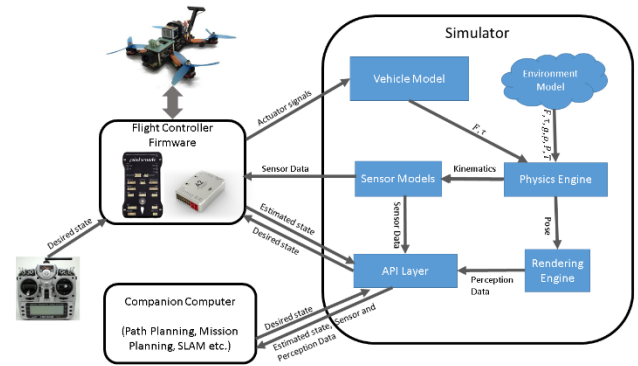 Simulator
Vehicle Model
Environment
Model
Actuator signals
F, τ
F, τ, g, ρ, P, T
Flight Controller
Firmware
pixhawk
Sensor Data
Sensor Models
Kinematics
Physics Engine
Desired state
Estimated state
Desired state
Sensor Data
Pose
API Layer
Perception
Data
Rendering
Engine
Companion Computer
(Path Planning, Mission
Planning, SLAM etc.)
Desired state
Estimated state, Sensor and
Perception Data